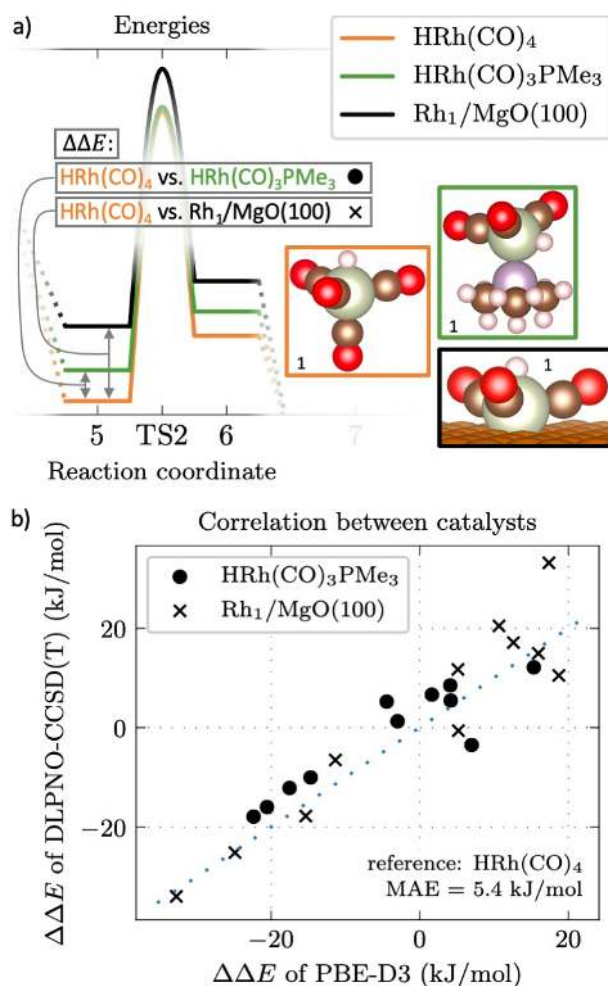 a)
Energies
HRh(CO)₄
HRh(CO)₃PMe₃
Rh₁/MgO(100)
ΔΔE:
HRh(CO)₄ vs. HRh(CO)₃PMe₃ ●
HRh(CO)₄ vs. Rh₁/MgO(100) ×
1
1
1
5 TS2 6 7
Reaction coordinate
b)
Correlation between catalysts
HRh(CO)₃PMe₃
Rh₁/MgO(100)
ΔΔE of DLPNO-CCSD(T) (kJ/mol)
20
0
−20
reference: HRh(CO)₄
MAE = 5.4 kJ/mol
−20 0 20
ΔΔE of PBE-D3 (kJ/mol)